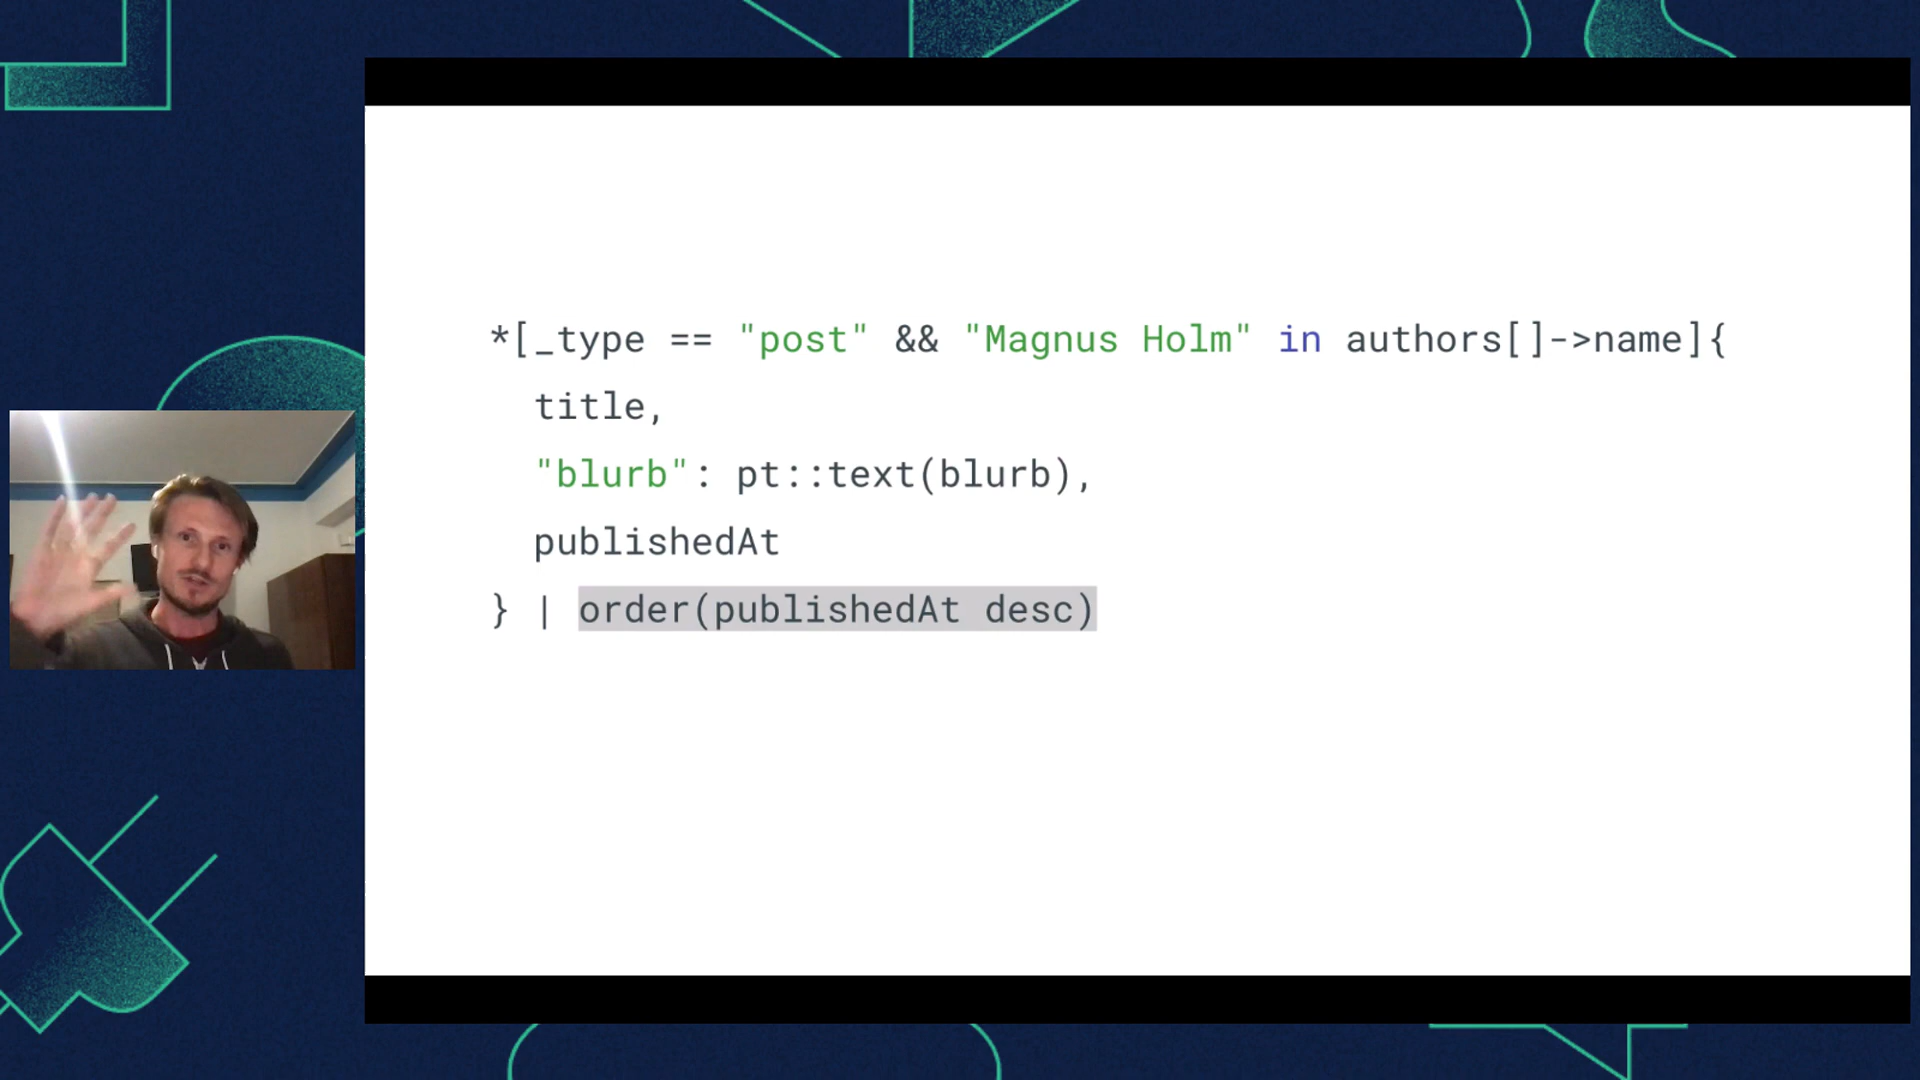 *[_type == "post" && "Magnus Holm" in authors[]->name]{
title,
"blurb": pt::text(blurb),
publishedAt
} | order(publishedAt desc)